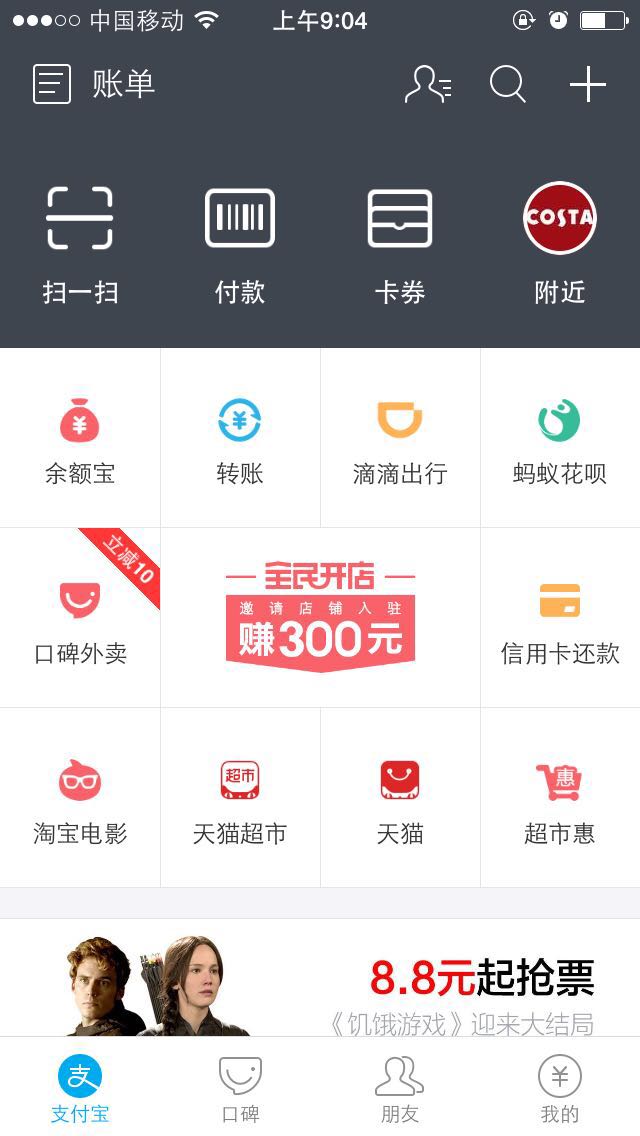 中国移动 上午9:04
账单
COSTA
扫一扫 付款 卡券 附近
余额宝 转账 滴滴出行 蚂蚁花呗
立减10
全民开店
邀请店铺入驻
赚300元
口碑外卖 信用卡还款
超市 惠
淘宝电影 天猫超市 天猫 超市惠
8.8元起抢票
《饥饿游戏》迎来大结局
支
支付宝 口碑 朋友 我的